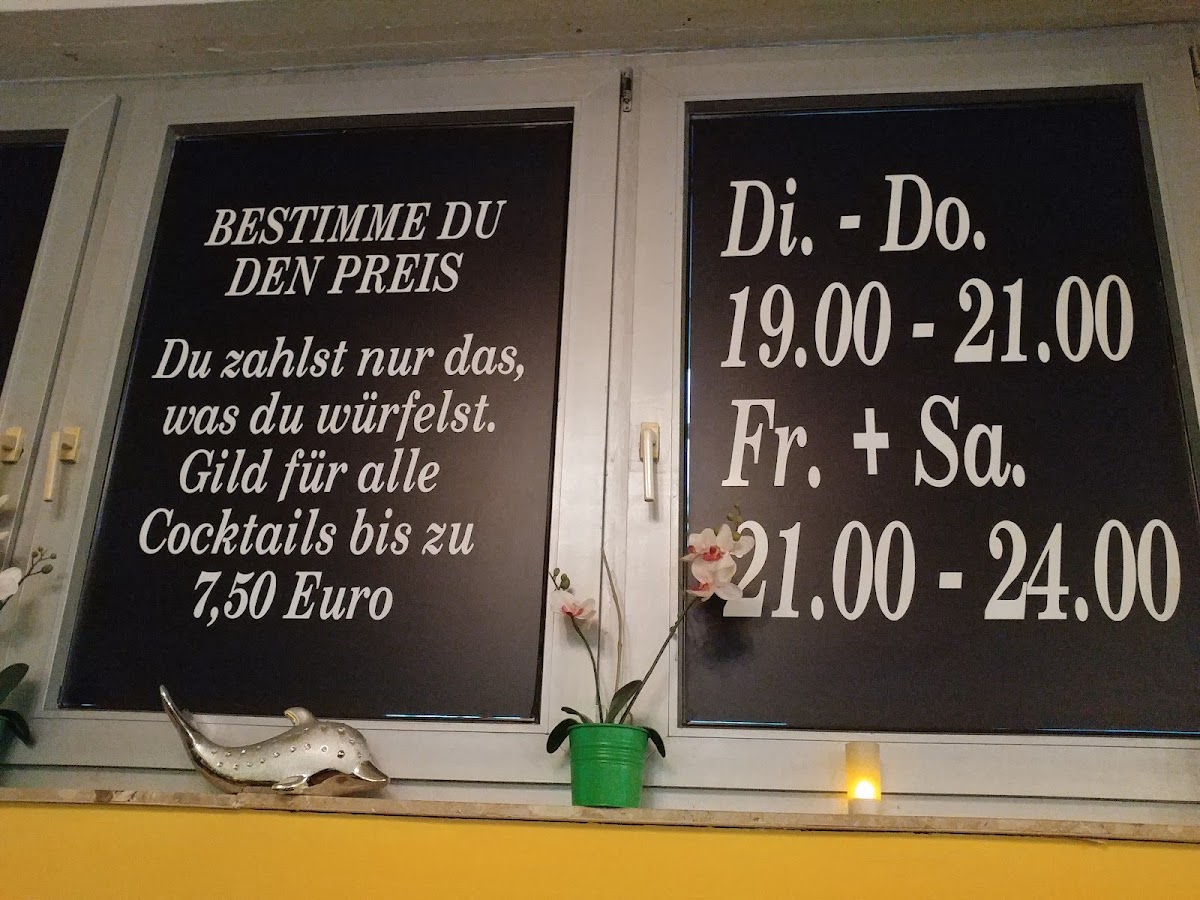 BESTIMME DU
DEN PREIS
Du zahlst nur das,
was du würfelst.
Gild für alle
Cocktails bis zu
7,50 Euro
Di. - Do.
19.00 - 21.00
Fr. + Sa.
21.00 - 24.00